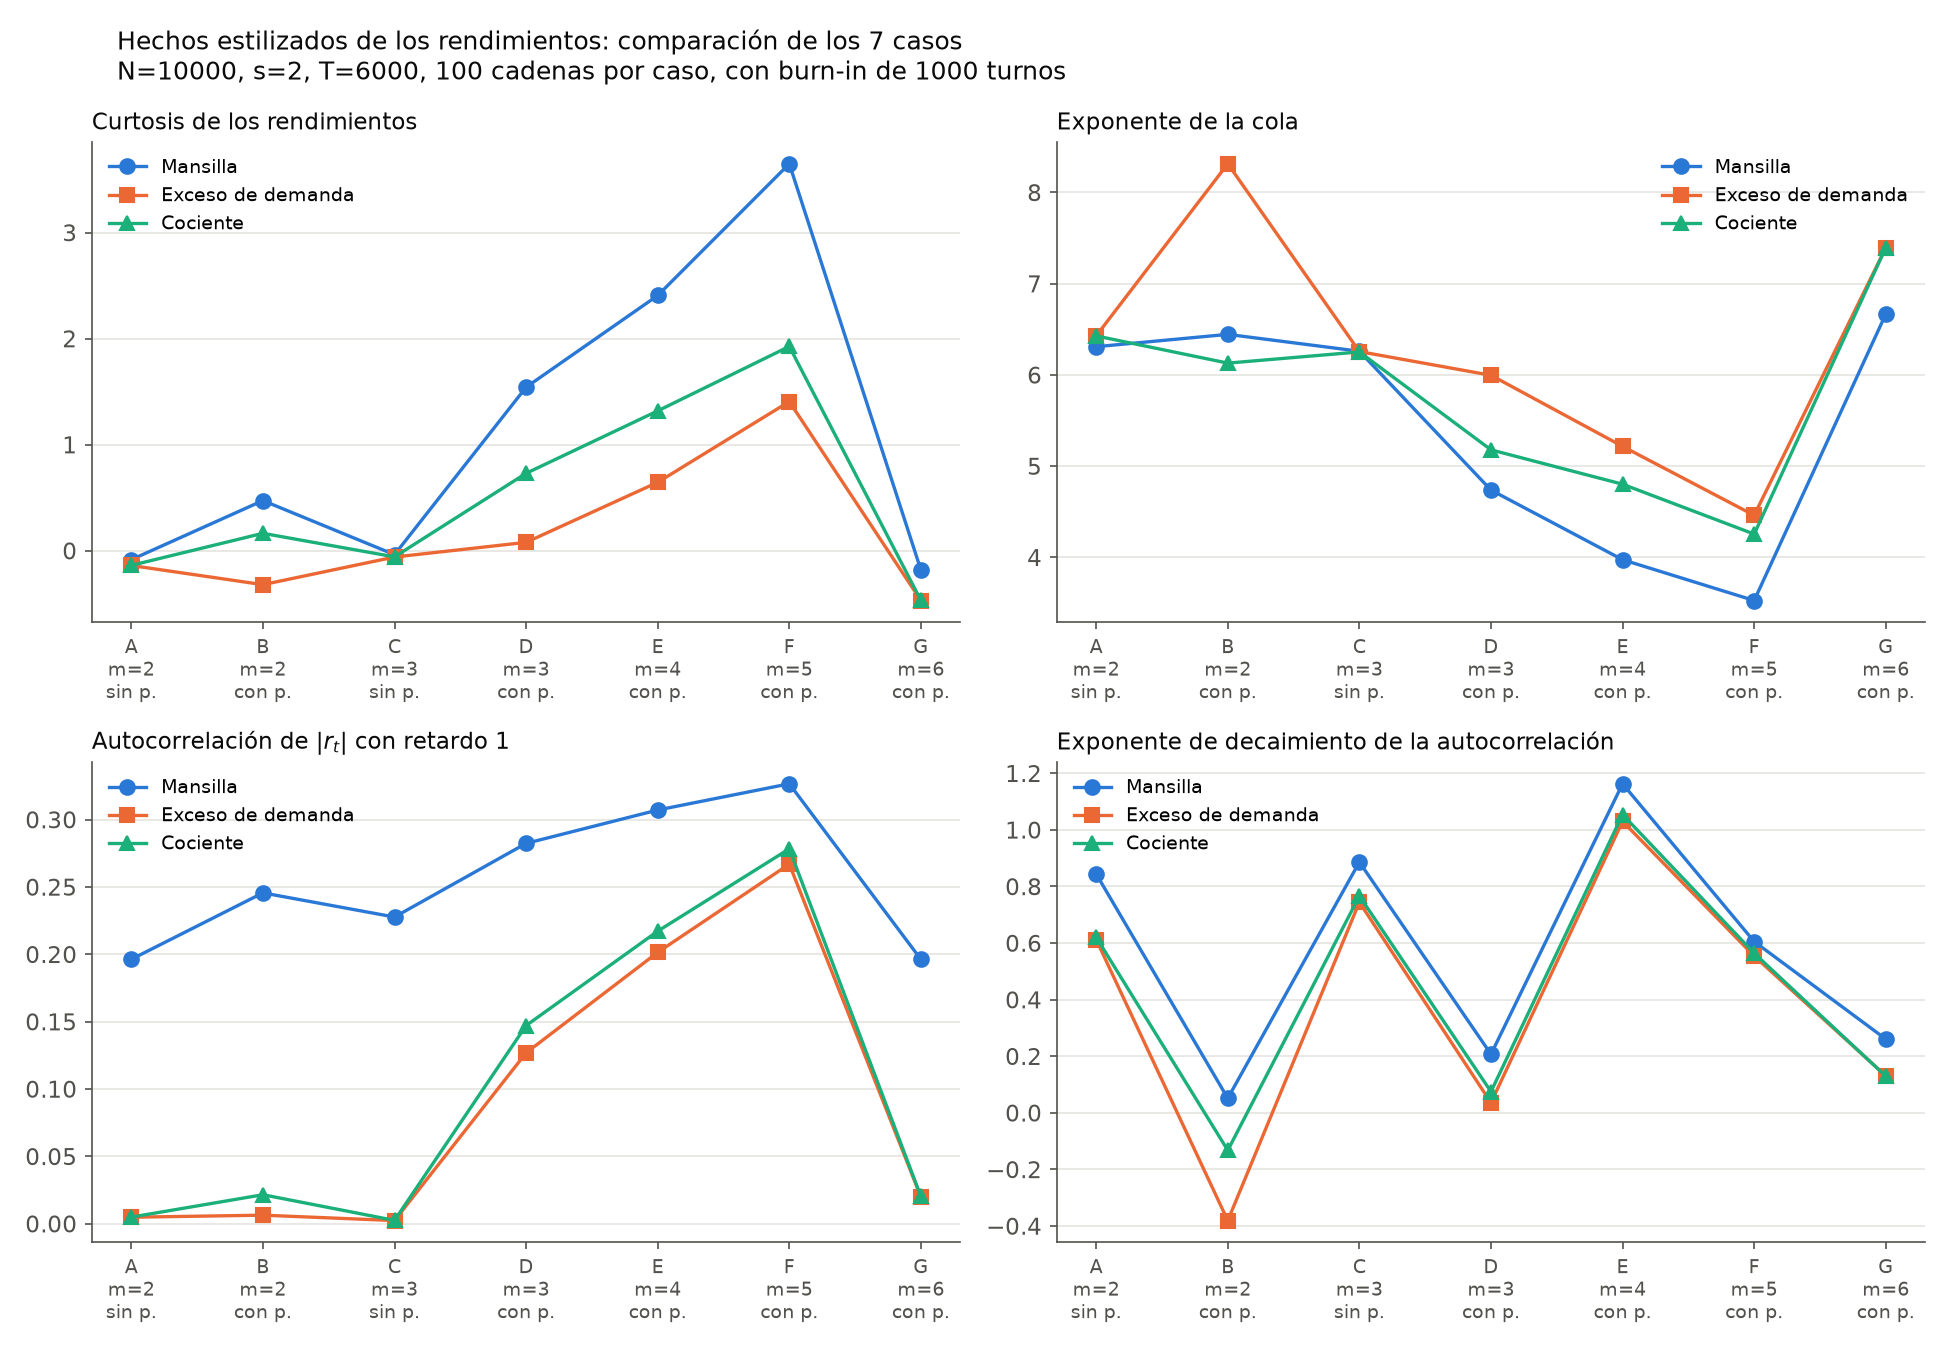 Hechos estilizados de los rendimientos: comparación de los 7 casos
N=10000, s=2, T=6000, 100 cadenas por caso, con burn-in de 1000 turnos
Curtosis de los rendimientos
Mansilla
Exceso de demanda
Cociente
3
2
1
0
A B C D E F G
m=2 m=2 m=3 m=3 m=4 m=5 m=6
sin p. con p. sin p. con p. con p. con p. con p.
Exponente de la cola
Mansilla
Exceso de demanda
Cociente
8
7
6
5
4
A B C D E F G
m=2 m=2 m=3 m=3 m=4 m=5 m=6
sin p. con p. sin p. con p. con p. con p. con p.
Autocorrelación de |r_t| con retardo 1
Mansilla
Exceso de demanda
Cociente
0.30
0.25
0.20
0.15
0.10
0.05
0.00
A B C D E F G
m=2 m=2 m=3 m=3 m=4 m=5 m=6
sin p. con p. sin p. con p. con p. con p. con p.
Exponente de decaimiento de la autocorrelación
Mansilla
Exceso de demanda
Cociente
1.2
1.0
0.8
0.6
0.4
0.2
0.0
−0.2
−0.4
A B C D E F G
m=2 m=2 m=3 m=3 m=4 m=5 m=6
sin p. con p. sin p. con p. con p. con p. con p.